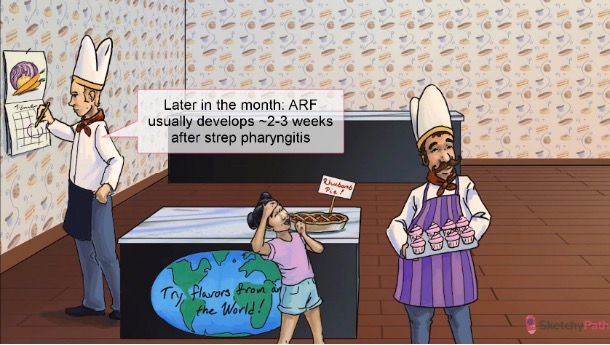 Later in the month: ARF
usually develops ~2-3 weeks
after strep pharyngitis
Rhubarb
Pie!
Try flavors from
the World!
SketchyPath